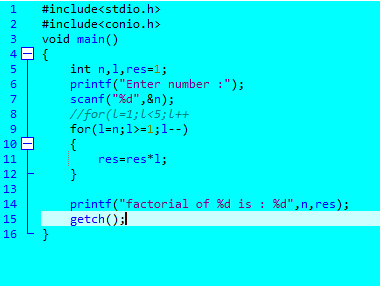 1 #include<stdio.h>
2 #include<conio.h>
3 void main()
4 {
5 int n,l,res=1;
6 printf("Enter number :");
7 scanf("%d",&n);
8 //for(l=1;l<5;l++
9 for(l=n;l>=1;l--)
10 {
11 res=res*l;
12 }
13
14 printf("factorial of %d is : %d",n,res);
15 getch();
16 }